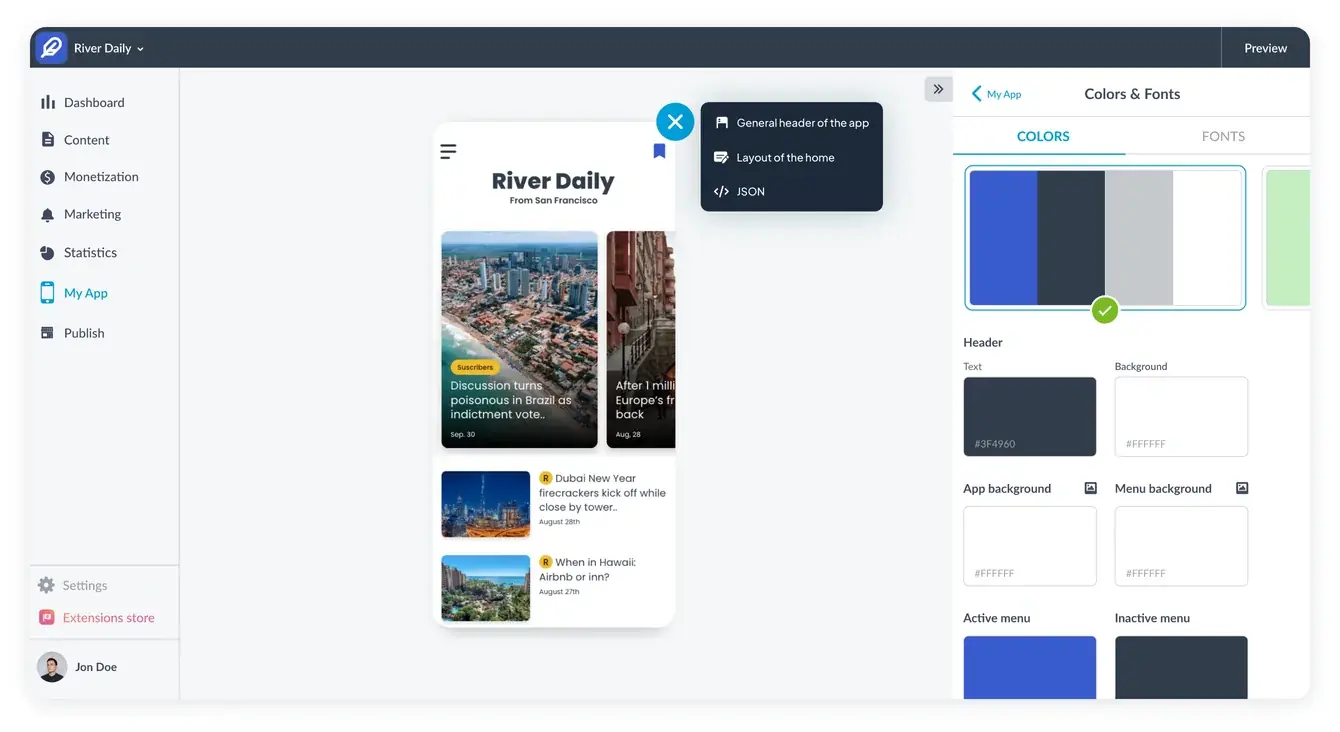 River Daily
Preview
Dashboard
Content
Monetization
Marketing
Statistics
My App
Publish
Settings
Extensions store
Jon Doe
River Daily
From San Francisco
Suscribers
Discussion turns
poisonous in Brazil as
indictment vote..
Sep. 30
After 1 milli
Europe's fr
back
Aug, 28
R Dubai New Year
firecrackers kick off while
close by tower..
August 28th
R When in Hawaii:
Airbnb or inn?
August 27th
General header of the app
Layout of the home
</> JSON
My App
Colors & Fonts
COLORS
FONTS
Header
Text
Background
#3F4960
#FFFFFF
App background
Menu background
#FFFFFF
#FFFFFF
Active menu
Inactive menu